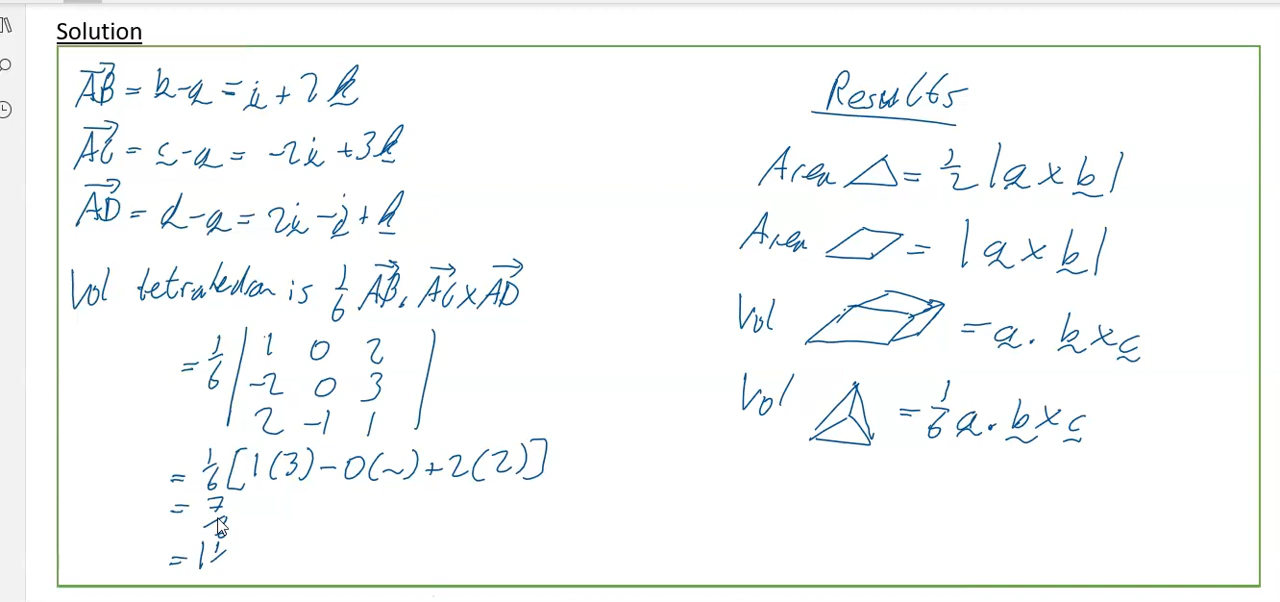 Solution
AB = b - a = i + 2k
AC = c - a = -2i + 3k
AD = d - a = 2i - j + k
Vol tetrahedron is 1/6 AB . AC x AD
= 1/6 | 1 0 2
-2 0 3
2 -1 1 |
= 1/6 [1(3) - 0(~) + 2(2)]
= 7/6
= 1 1/
Results
Area △ = 1/2 |a x b|
Area ▱ = |a x b|
Vol = a . b x c
Vol = 1/6 a . b x c